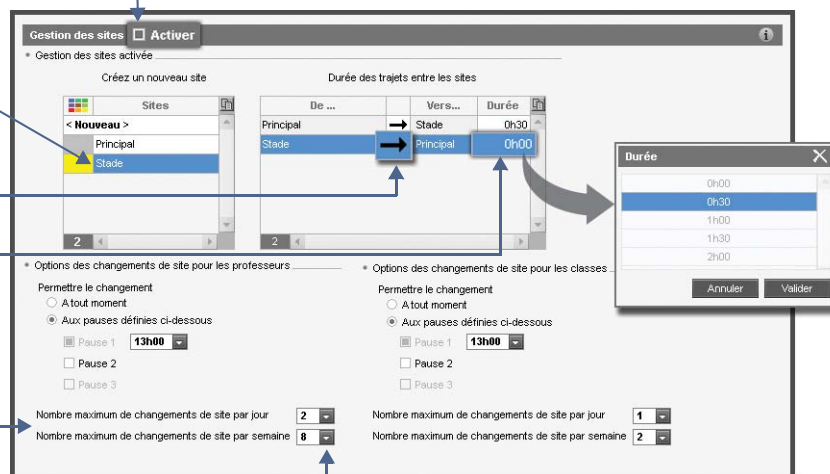 Gestion des sites Activer
Gestion des sites activée
Créez un nouveau site
Durée des trajets entre les sites
Sites
De ... Vers... Durée
< Nouveau >
Principal
Stade
2
Principal Stade 0h30
Stade Principal 0h00
2
Durée
0h00
0h30
1h00
1h30
2h00
Annuler Valider
Options des changements de site pour les professeurs
Permettre le changement
A tout moment
Aux pauses définies ci-dessous
Pause 1 13h00
Pause 2
Pause 3
Nombre maximum de changements de site par jour 2
Nombre maximum de changements de site par semaine 8
Options des changements de site pour les classes
Permettre le changement
A tout moment
Aux pauses définies ci-dessous
Pause 1 13h00
Pause 2
Pause 3
Nombre maximum de changements de site par jour 1
Nombre maximum de changements de site par semaine 2